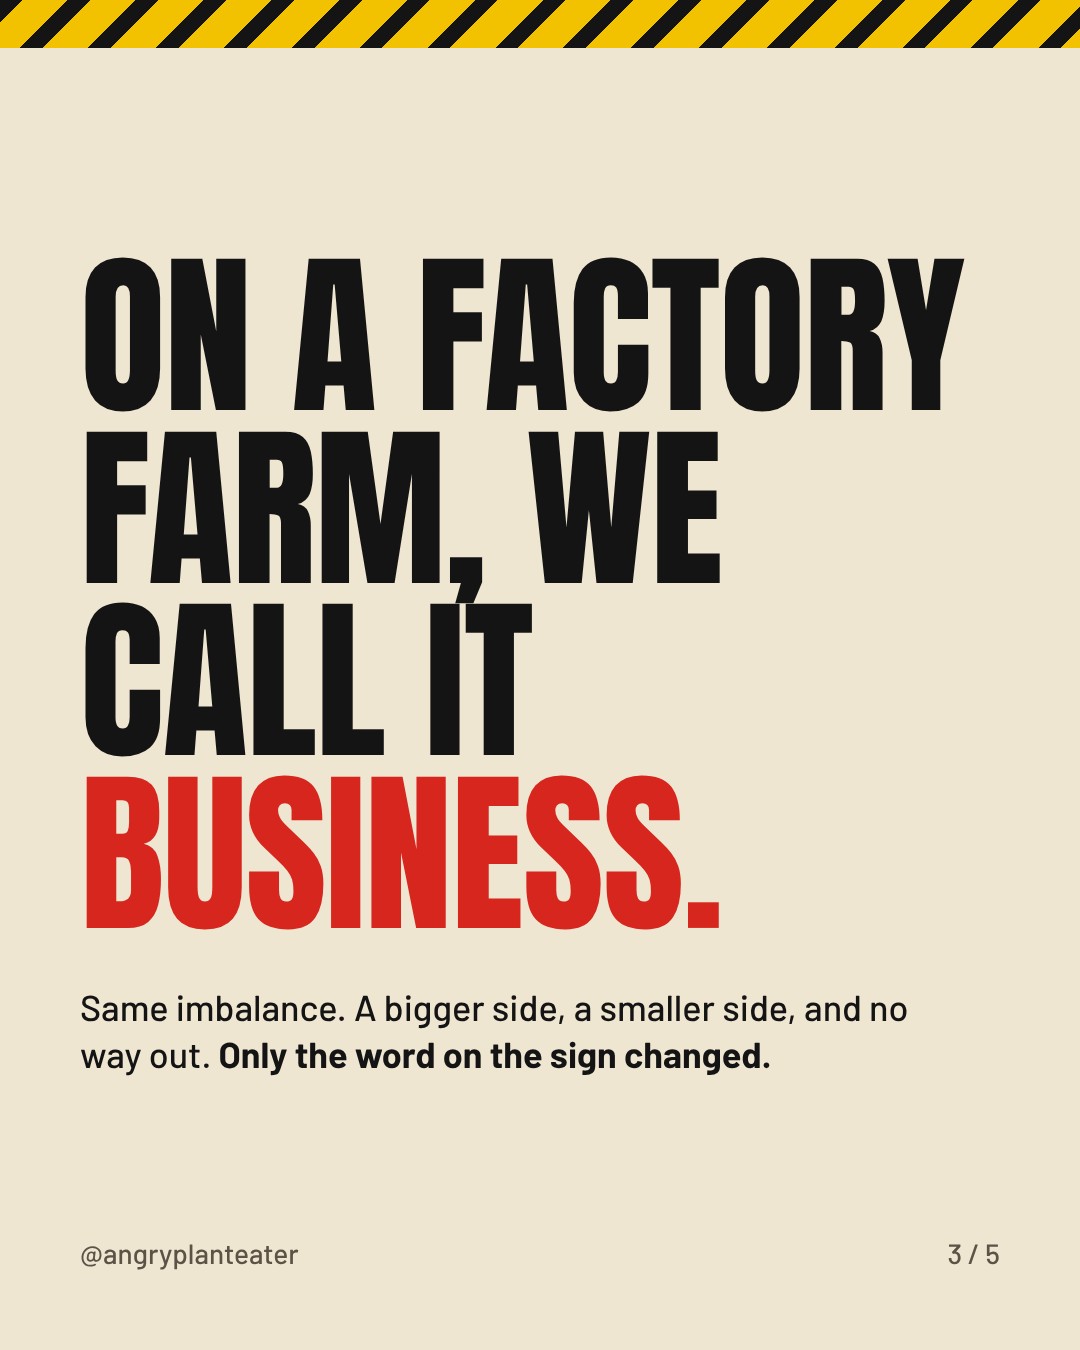 ON A FACTORY
FARM, WE
CALL IT
BUSINESS.
Same imbalance. A bigger side, a smaller side, and no
way out. Only the word on the sign changed.
@angryplanteater
3 / 5